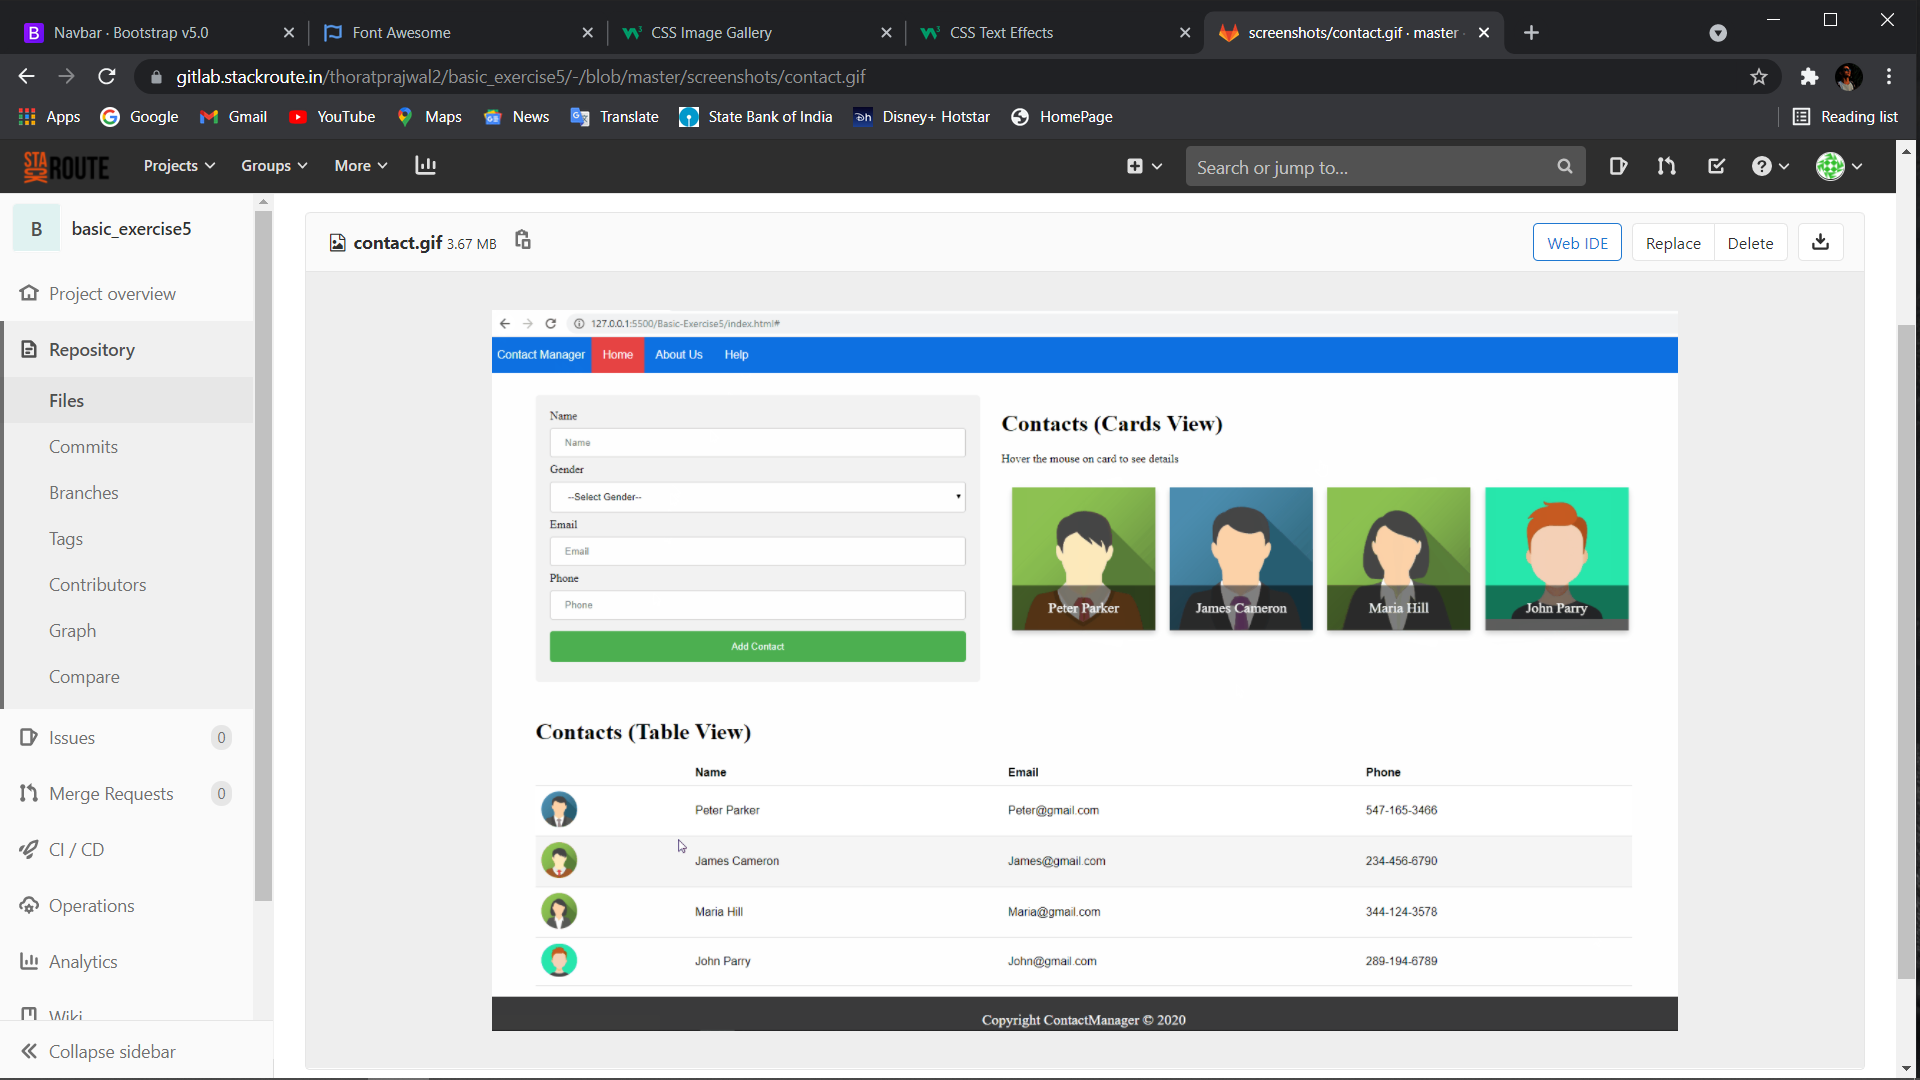 Navbar · Bootstrap v5.0
Font Awesome
CSS Image Gallery
CSS Text Effects
screenshots/contact.gif · master
gitlab.stackroute.in/thoratprajwal2/basic_exercise5/-/blob/master/screenshots/contact.gif
Apps
Google
Gmail
YouTube
Maps
News
Translate
State Bank of India
Disney+ Hotstar
HomePage
Reading list
STACKROUTE
Projects
Groups
More
Search or jump to...
B
basic_exercise5
Project overview
Repository
Files
Commits
Branches
Tags
Contributors
Graph
Compare
Issues 0
Merge Requests 0
CI / CD
Operations
Analytics
Wiki
Collapse sidebar
contact.gif 3.67 MB
Web IDE
Replace
Delete
127.0.0.1:5500/Basic-Exercise5/index.html#
Contact Manager Home About Us Help
Name
Name
Gender
--Select Gender--
Email
Email
Phone
Phone
Add Contact
Contacts (Cards View)
Hover the mouse on card to see details
Peter Parker
James Cameron
Maria Hill
John Parry
Contacts (Table View)
Name Email Phone
Peter Parker Peter@gmail.com 547-165-3466
James Cameron James@gmail.com 234-456-6790
Maria Hill Maria@gmail.com 344-124-3578
John Parry John@gmail.com 289-194-6789
Copyright ContactManager © 2020